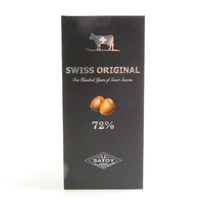 SWISS ORIGINAL
One Hundred Years of Sweet Success
72%
SAVOY